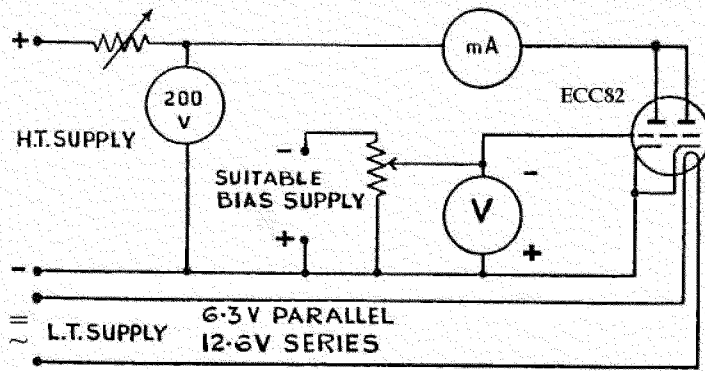 +
mA
200
V
ECC82
H.T. SUPPLY
-
SUITABLE
BIAS SUPPLY
-
V
+
+
-
=
~
L.T. SUPPLY
6·3V PARALLEL
12·6V SERIES